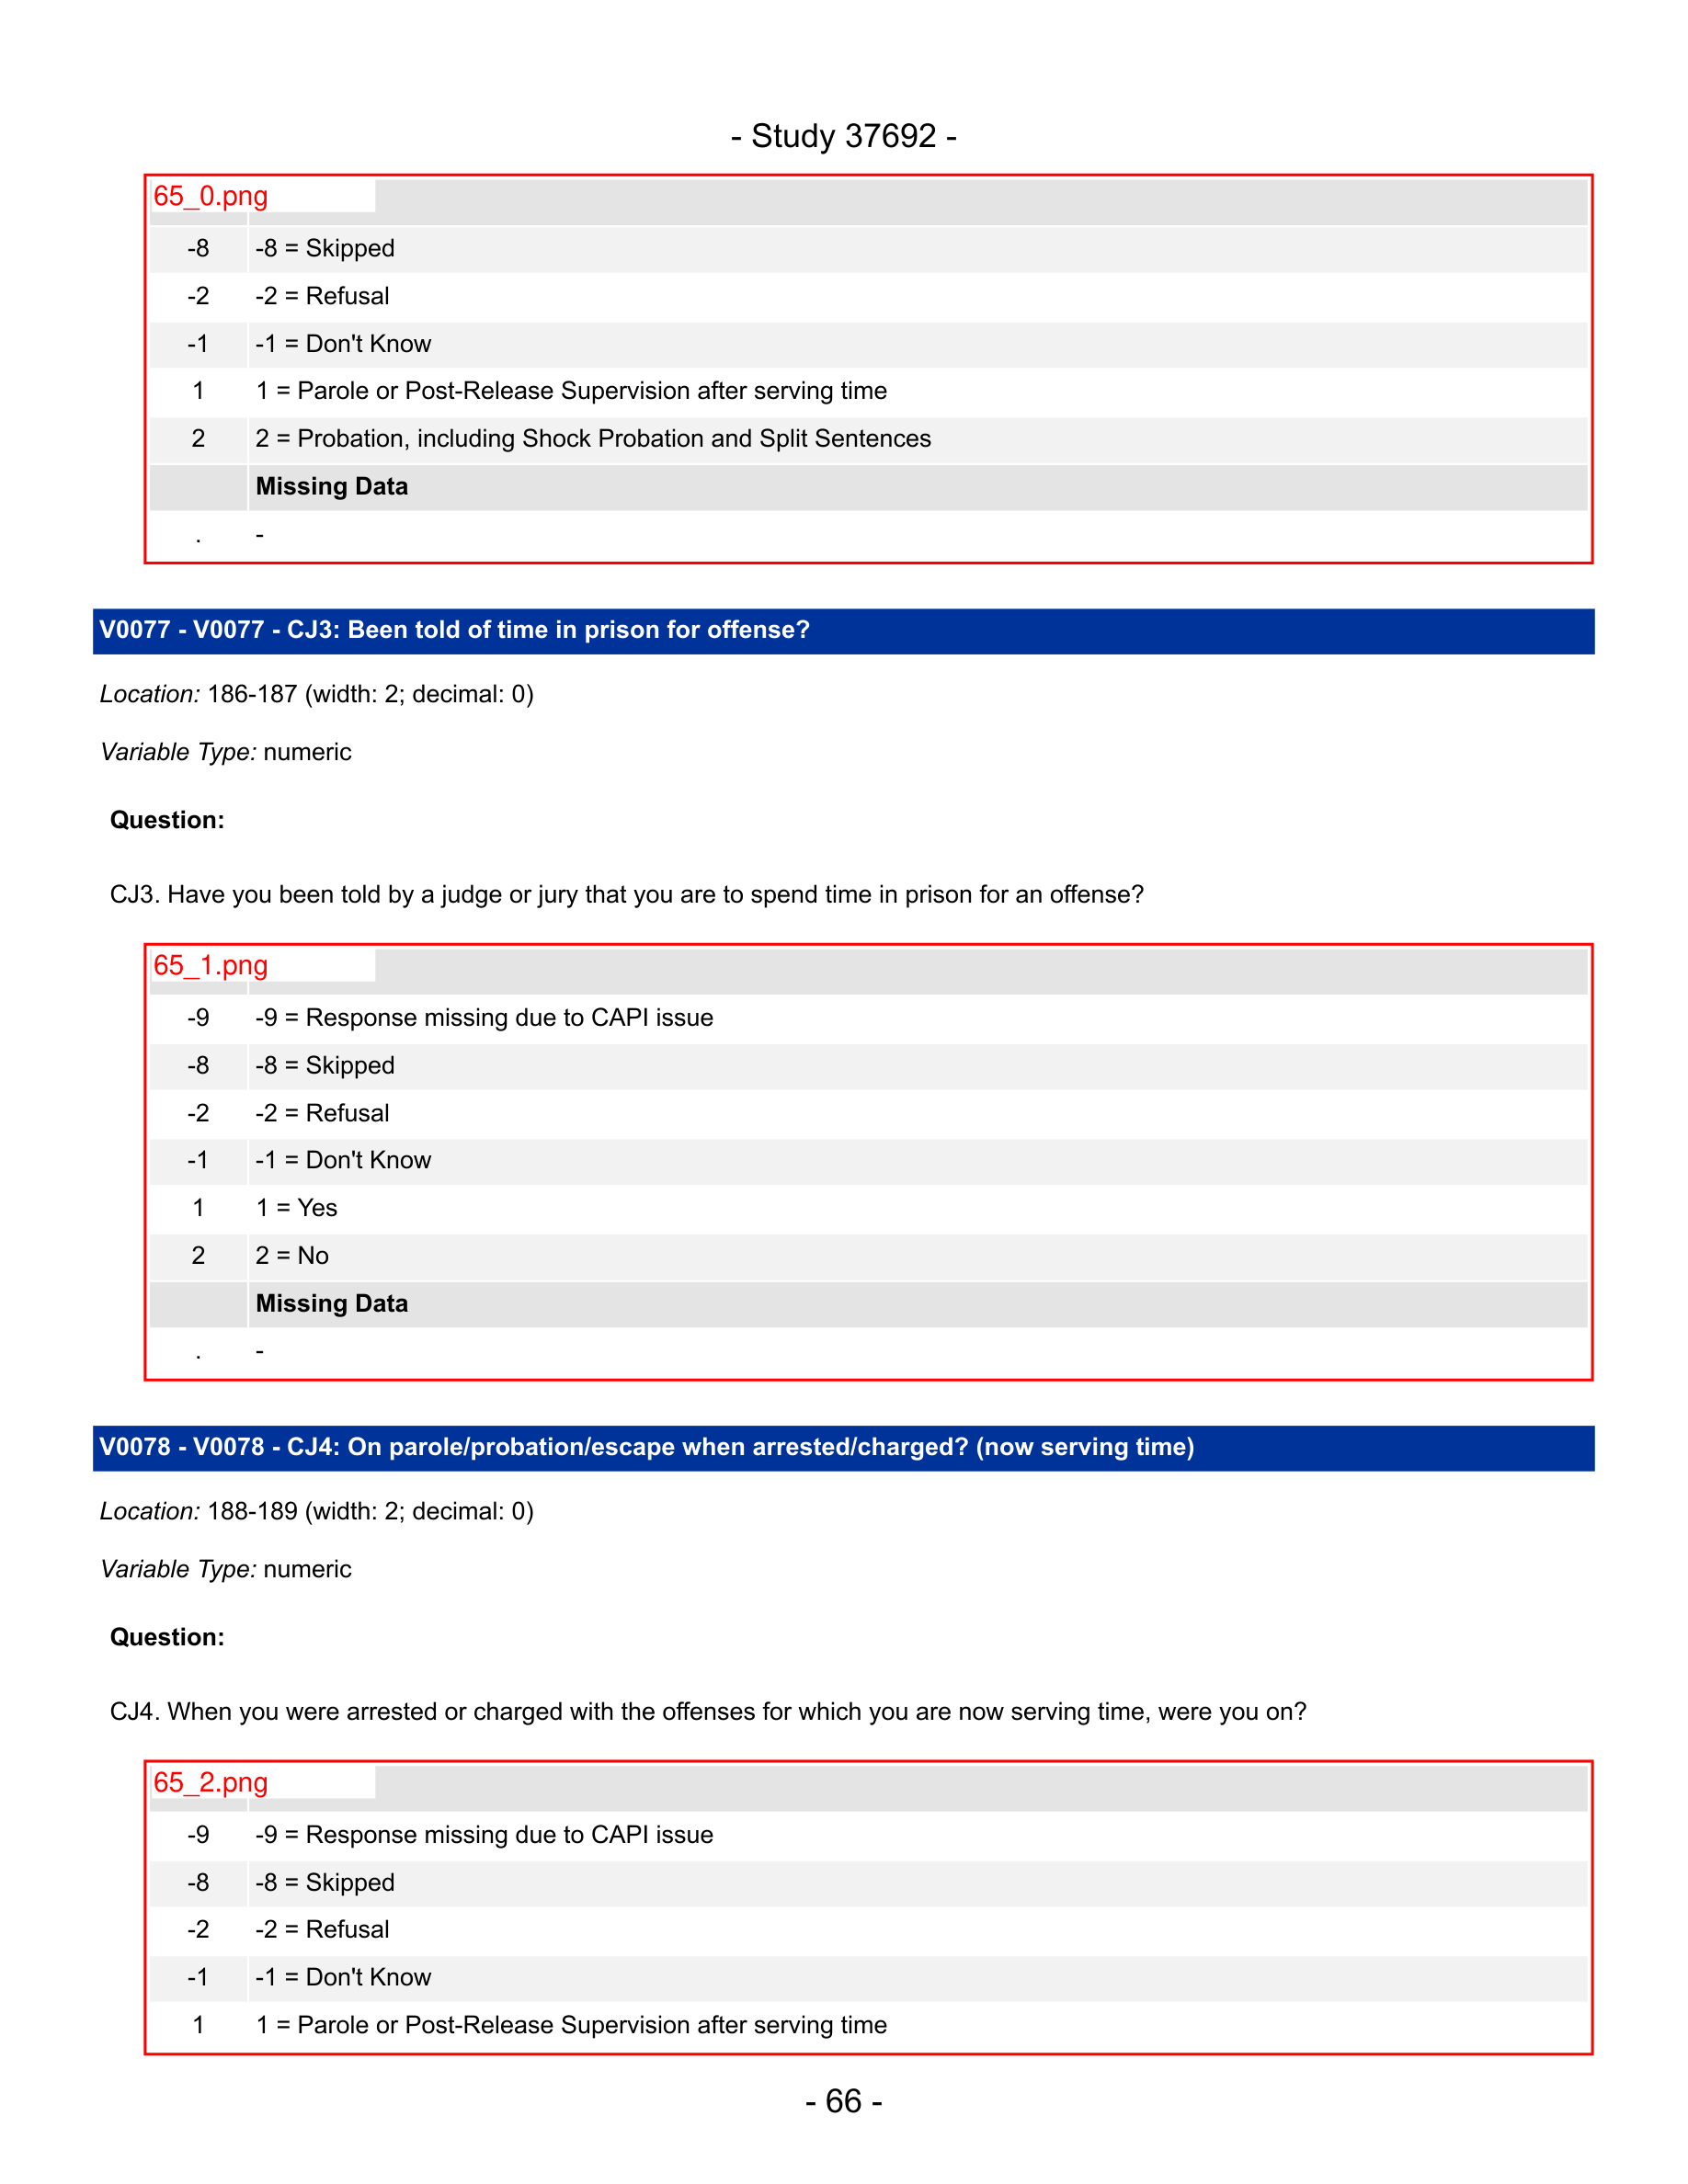 - Study 37692 -
65_0.png
-8 -8 = Skipped
-2 -2 = Refusal
-1 -1 = Don't Know
1 1 = Parole or Post-Release Supervision after serving time
2 2 = Probation, including Shock Probation and Split Sentences
Missing Data
. -
V0077 - V0077 - CJ3: Been told of time in prison for offense?
Location: 186-187 (width: 2; decimal: 0)
Variable Type: numeric
Question:
CJ3. Have you been told by a judge or jury that you are to spend time in prison for an offense?
65_1.png
-9 -9 = Response missing due to CAPI issue
-8 -8 = Skipped
-2 -2 = Refusal
-1 -1 = Don't Know
1 1 = Yes
2 2 = No
Missing Data
. -
V0078 - V0078 - CJ4: On parole/probation/escape when arrested/charged? (now serving time)
Location: 188-189 (width: 2; decimal: 0)
Variable Type: numeric
Question:
CJ4. When you were arrested or charged with the offenses for which you are now serving time, were you on?
65_2.png
-9 -9 = Response missing due to CAPI issue
-8 -8 = Skipped
-2 -2 = Refusal
-1 -1 = Don't Know
1 1 = Parole or Post-Release Supervision after serving time
- 66 -